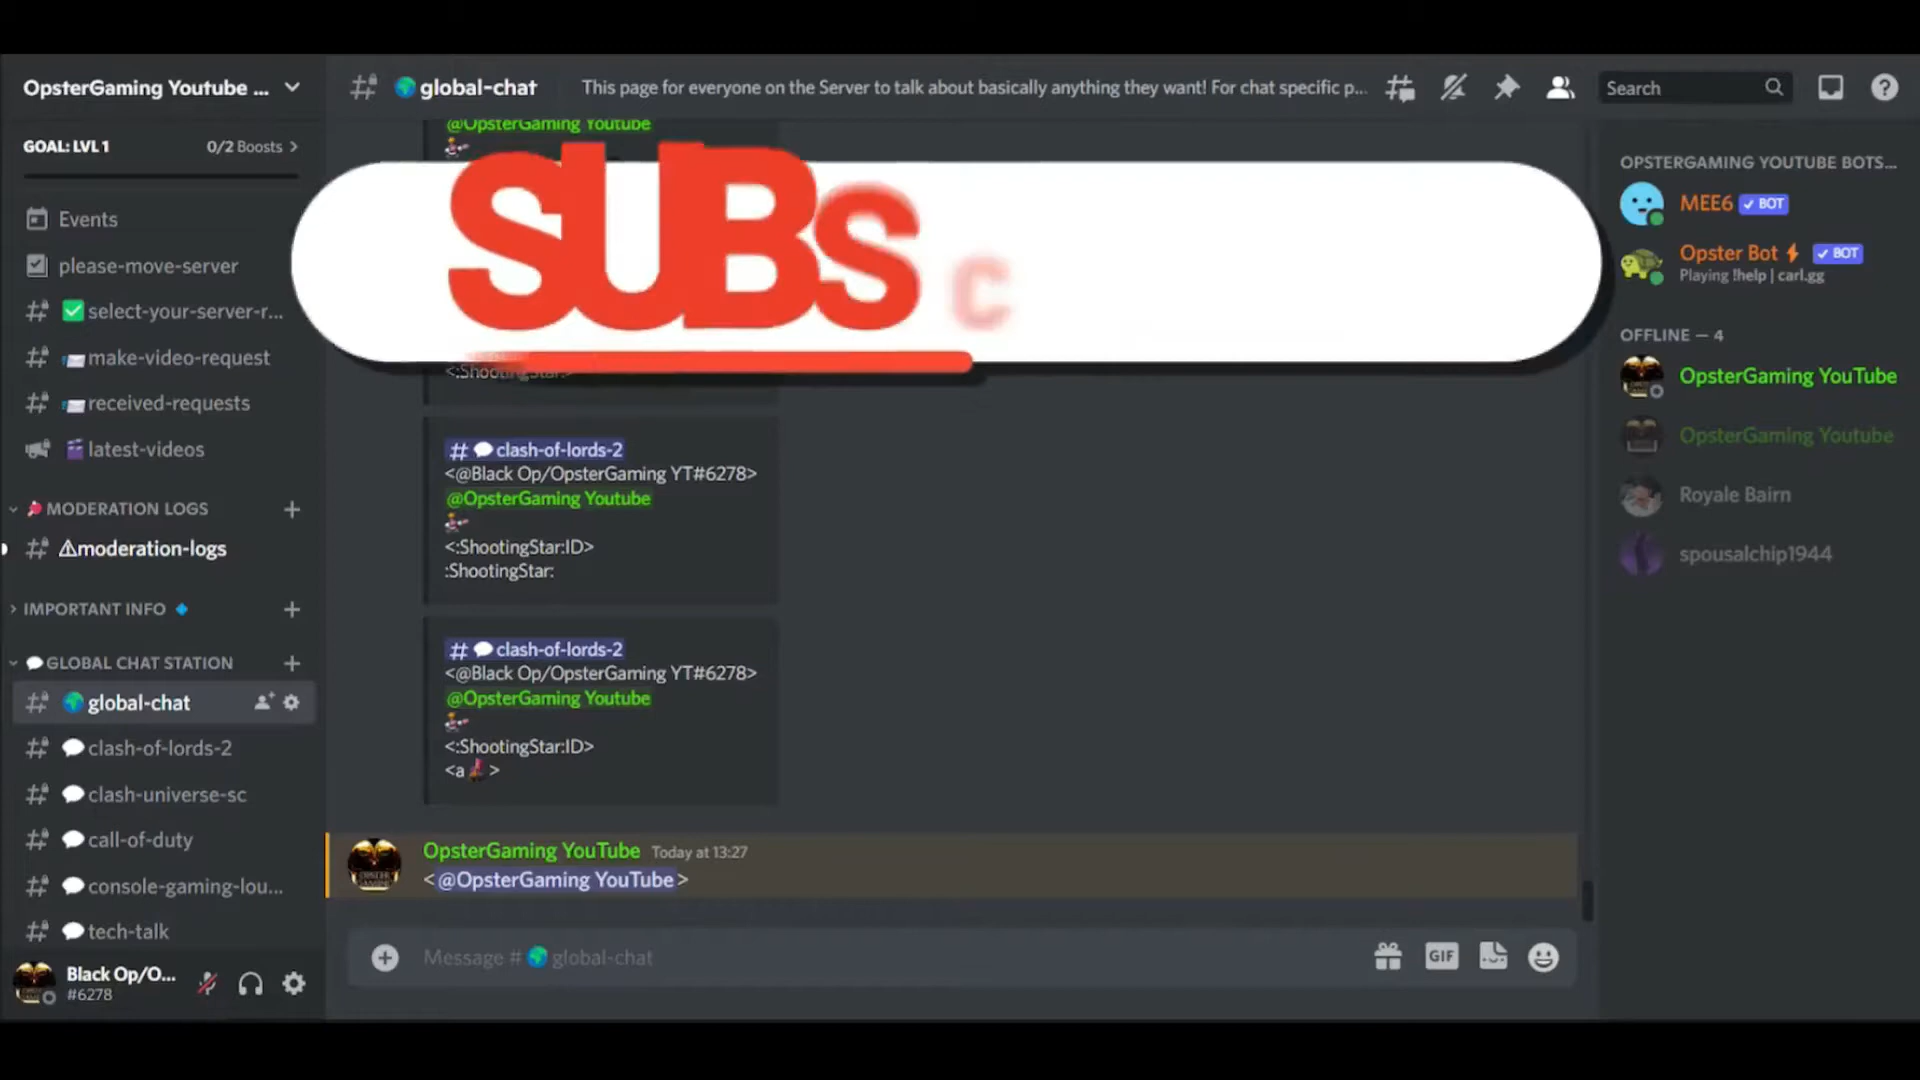 OpsterGaming Youtube ...
global-chat
This page for everyone on the Server to talk about basically anything they want! For chat specific p...
Search
GOAL: LVL 1
0/2 Boosts
Events
please-move-server
select-your-server-r...
make-video-request
received-requests
latest-videos
MODERATION LOGS
moderation-logs
IMPORTANT INFO
GLOBAL CHAT STATION
global-chat
clash-of-lords-2
clash-universe-sc
call-of-duty
console-gaming-lou...
tech-talk
Black Op/O...
#6278
@OpsterGaming Youtube
SUBSC
<:ShootingStar:>
# clash-of-lords-2
<@Black Op/OpsterGaming YT#6278>
@OpsterGaming Youtube
<:ShootingStar:ID>
:ShootingStar:
# clash-of-lords-2
<@Black Op/OpsterGaming YT#6278>
@OpsterGaming Youtube
<:ShootingStar:ID>
<a >
OpsterGaming YouTube Today at 13:27
<@OpsterGaming YouTube>
Message # global-chat
GIF
OPSTERGAMING YOUTUBE BOTS...
MEE6 BOT
Opster Bot BOT
Playing !help | carl.gg
OFFLINE — 4
OpsterGaming YouTube
OpsterGaming Youtube
Royale Bairn
spousalchip1944